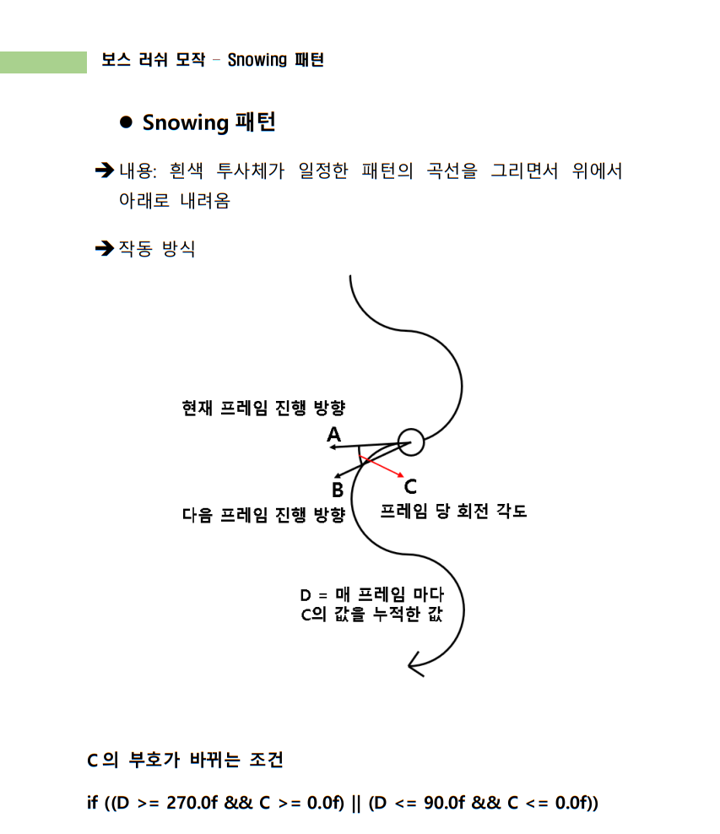 보스 러쉬 모작 – Snowing 패턴
● Snowing 패턴
➔ 내용: 흰색 투사체가 일정한 패턴의 곡선을 그리면서 위에서
아래로 내려옴
➔ 작동 방식
현재 프레임 진행 방향
A
B
C
다음 프레임 진행 방향
프레임 당 회전 각도
D = 매 프레임 마다
C의 값을 누적한 값
C의 부호가 바뀌는 조건
if ((D >= 270.0f && C >= 0.0f) || (D <= 90.0f && C <= 0.0f))